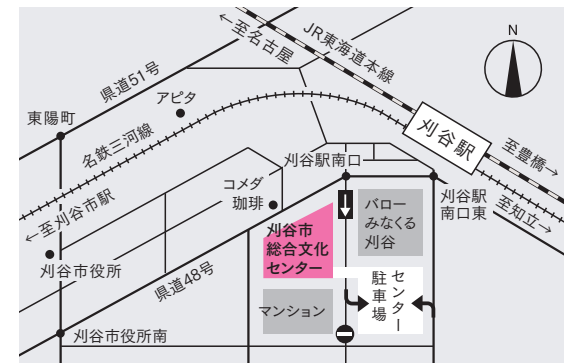 N
←至名古屋
JR東海道本線
県道51号
アピタ
東陽町
名鉄三河線
刈谷駅
至豊橋→
刈谷駅南口
コメダ
珈琲
刈谷駅
南口東
←至刈谷市駅
至知立→
バロー
みなくる
刈谷
刈谷市
総合文化
センター
刈谷市役所
県道48号
マンション
センター
駐車場
刈谷市役所南